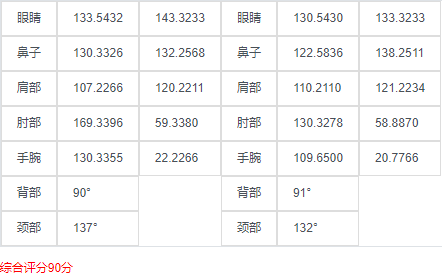 眼睛 133.5432 143.3233 眼睛 130.5430 133.3233
鼻子 130.3326 132.2568 鼻子 122.5836 138.2511
肩部 107.2266 120.2211 肩部 110.2110 121.2234
肘部 169.3396 59.3380 肘部 130.3278 58.8870
手腕 130.3355 22.2266 手腕 109.6500 20.7766
背部 90° 背部 91°
颈部 137° 颈部 132°
综合评分90分